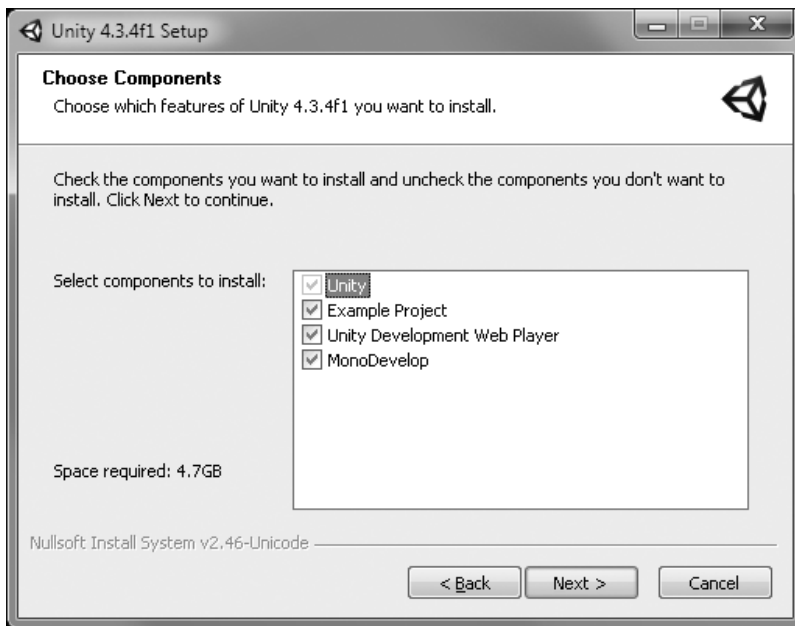 Unity 4.3.4f1 Setup
Choose Components
Choose which features of Unity 4.3.4f1 you want to install.
Check the components you want to install and uncheck the components you don't want to
install. Click Next to continue.
Select components to install:
Unity
Example Project
Unity Development Web Player
MonoDevelop
Space required: 4.7GB
Nullsoft Install System v2.46-Unicode
< Back
Next >
Cancel